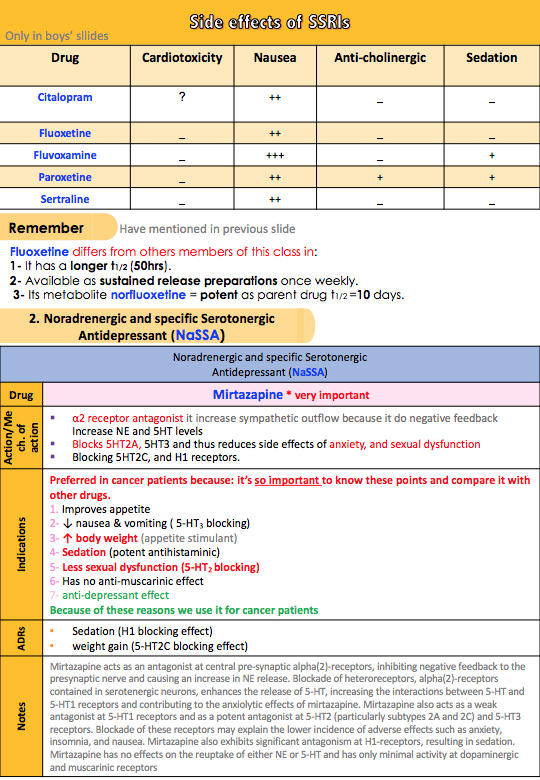 Side effects of SSRIs
Only in boys' sllides
Drug Cardiotoxicity Nausea Anti-cholinergic Sedation
Citalopram ? ++ _ _
Fluoxetine _ ++ _ _
Fluvoxamine _ +++ _ +
Paroxetine _ ++ + +
Sertraline _ ++ _ _
Remember
Have mentioned in previous slide
Fluoxetine differs from others members of this class in:
1- It has a longer t1/2 (50hrs).
2- Available as sustained release preparations once weekly.
3- Its metabolite norfluoxetine = potent as parent drug t1/2 =10 days.
2. Noradrenergic and specific Serotonergic
Antidepressant (NaSSA)
Noradrenergic and specific Serotonergic
Antidepressant (NaSSA)
Drug
Mirtazapine * very important
Action/Me
ch. of
action
▪ α2 receptor antagonist it increase sympathetic outflow because it do negative feedback
Increase NE and 5HT levels
▪ Blocks 5HT2A, 5HT3 and thus reduces side effects of anxiety, and sexual dysfunction
▪ Blocking 5HT2C, and H1 receptors.
Indications
Preferred in cancer patients because: it's so important to know these points and compare it with
other drugs.
1. Improves appetite
2- ↓ nausea & vomiting ( 5-HT3 blocking)
3- ↑ body weight (appetite stimulant)
4- Sedation (potent antihistaminic)
5- Less sexual dysfunction (5-HT2 blocking)
6- Has no anti-muscarinic effect
7- anti-depressant effect
Because of these reasons we use it for cancer patients
ADRs
▪ Sedation (H1 blocking effect)
▪ weight gain (5-HT2C blocking effect)
Notes
Mirtazapine acts as an antagonist at central pre-synaptic alpha(2)-receptors, inhibiting negative feedback to the
presynaptic nerve and causing an increase in NE release. Blockade of heteroreceptors, alpha(2)-receptors
contained in serotenergic neurons, enhances the release of 5-HT, increasing the interactions between 5-HT and
5-HT1 receptors and contributing to the anxiolytic effects of mirtazapine. Mirtazapine also acts as a weak
antagonist at 5-HT1 receptors and as a potent antagonist at 5-HT2 (particularly subtypes 2A and 2C) and 5-HT3
receptors. Blockade of these receptors may explain the lower incidence of adverse effects such as anxiety,
insomnia, and nausea. Mirtazapine also exhibits significant antagonism at H1-receptors, resulting in sedation.
Mirtazapine has no effects on the reuptake of either NE or 5-HT and has only minimal activity at dopaminergic
and muscarinic receptors